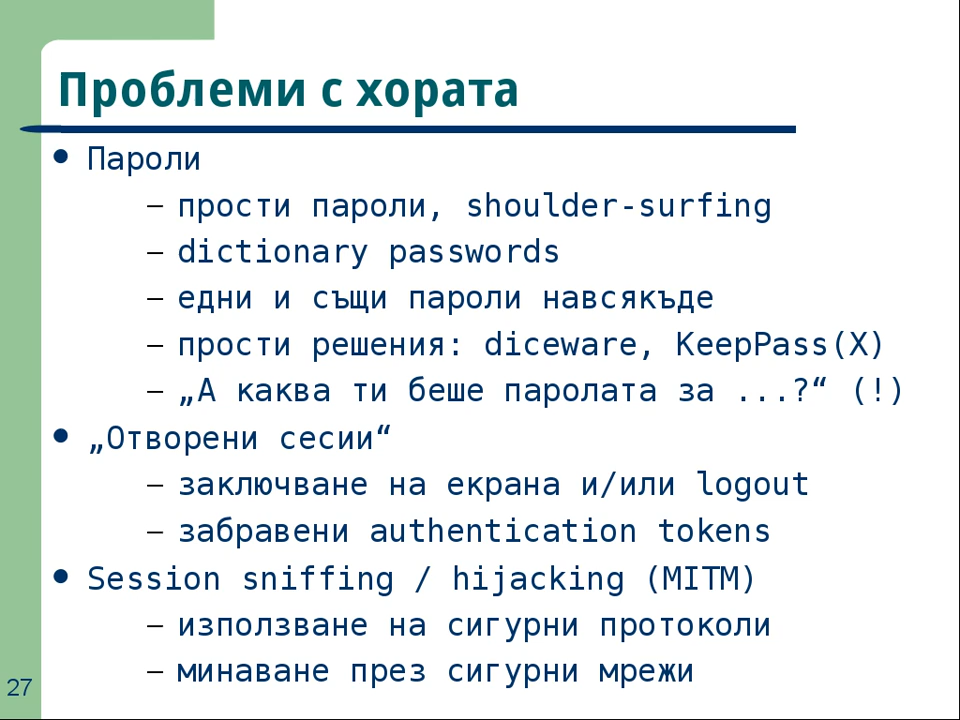 Проблеми с хората
● Пароли
– прости пароли, shoulder-surfing
– dictionary passwords
– едни и същи пароли навсякъде
– прости решения: diceware, KeepPass(X)
– „А каква ти беше паролата за ...?“ (!)
● „Отворени сесии“
– заключване на екрана и/или logout
– забравени authentication tokens
● Session sniffing / hijacking (MITM)
– използване на сигурни протоколи
– минаване през сигурни мрежи
27